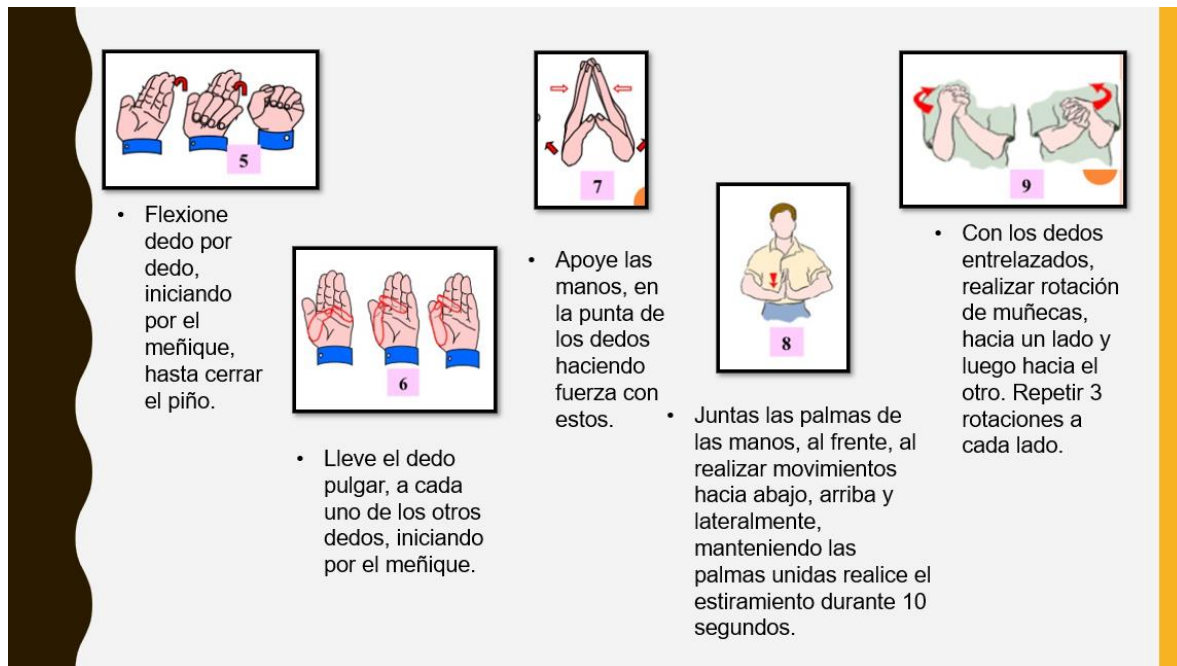 5
• Flexione
dedo por
dedo,
iniciando
por el
meñique,
hasta cerrar
el piño.
6
• Lleve el dedo
pulgar, a cada
uno de los otros
dedos, iniciando
por el meñique.
7
• Apoye las
manos, en
la punta de
los dedos
haciendo
fuerza con
estos.
8
• Juntas las palmas de
las manos, al frente, al
realizar movimientos
hacia abajo, arriba y
lateralmente,
manteniendo las
palmas unidas realice el
estiramiento durante 10
segundos.
9
• Con los dedos
entrelazados,
realizar rotación
de muñecas,
hacia un lado y
luego hacia el
otro. Repetir 3
rotaciones a
cada lado.